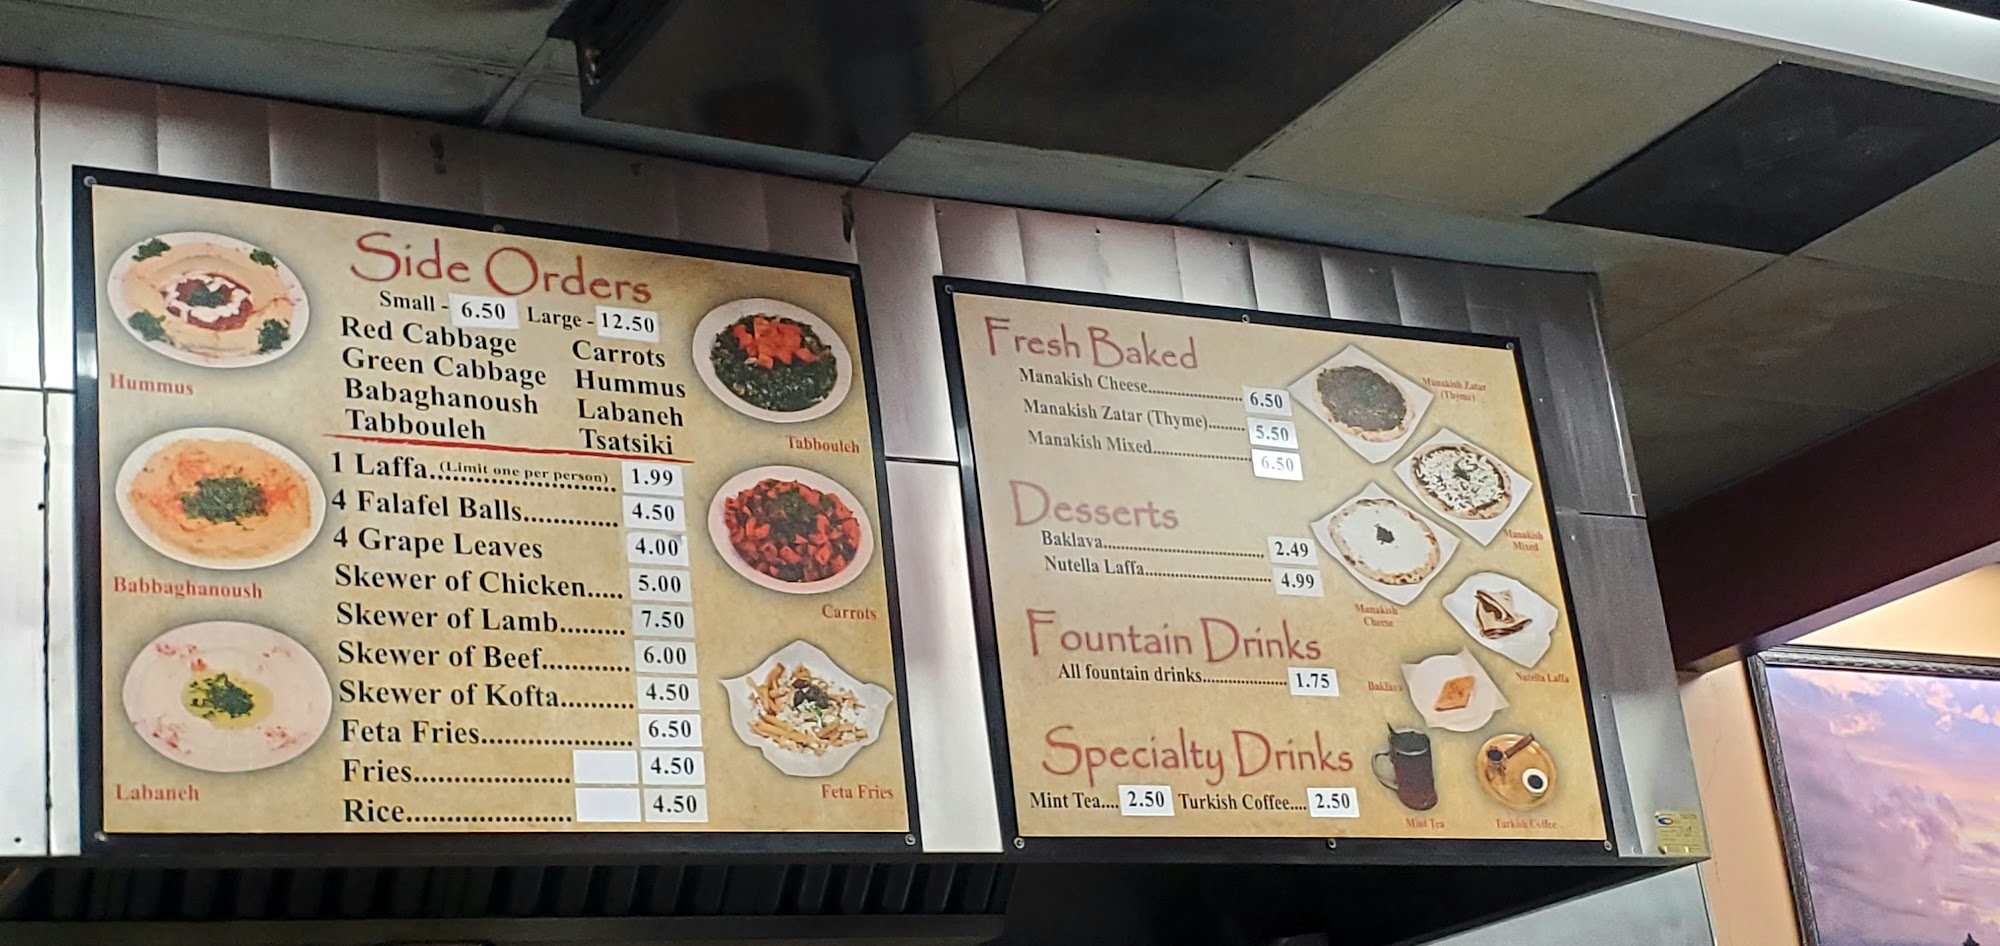 Side Orders
Small - 6.50 Large - 12.50
Red Cabbage
Green Cabbage
Babaghanoush
Tabbouleh
Carrots
Hummus
Labaneh
Tsatsiki
1 Laffa..(Limit one per person) 1.99
4 Falafel Balls............. 4.50
4 Grape Leaves 4.00
Skewer of Chicken..... 5.00
Skewer of Lamb......... 7.50
Skewer of Beef............ 6.00
Skewer of Kofta.......... 4.50
Feta Fries..................... 6.50
Fries...................... 4.50
Rice....................... 4.50
Hummus
Babbaghanoush
Labaneh
Tabbouleh
Carrots
Feta Fries
Fresh Baked
Manakish Cheese..................... 6.50
Manakish Zatar (Thyme)........ 5.50
Manakish Mixed...................... 6.50
Desserts
Baklava.................................... 2.49
Nutella Laffa............................ 4.99
Fountain Drinks
All fountain drinks................... 1.75
Specialty Drinks
Mint Tea.... 2.50 Turkish Coffee.... 2.50
Manakish Zatar
(Thyme)
Manakish
Mixed
Manakish
Cheese
Nutella Laffa
Baklava
Mint Tea
Turkish Coffee